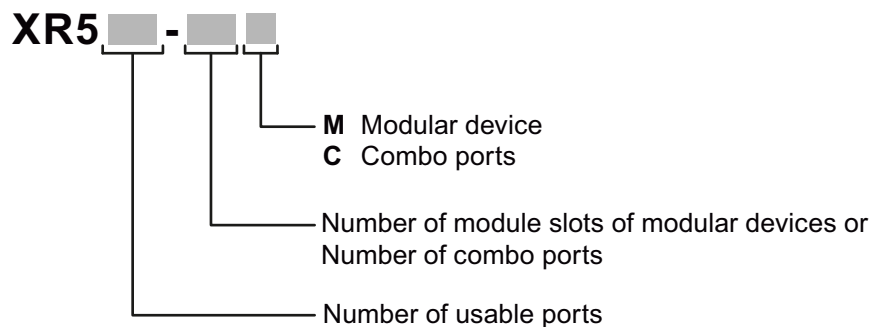 XR5 -
M Modular device
C Combo ports
Number of module slots of modular devices or
Number of combo ports
Number of usable ports